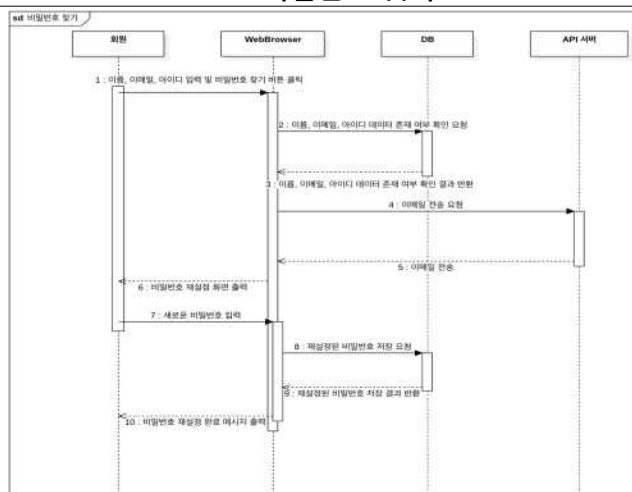 sd 비밀번호 찾기
회원
WebBrowser
DB
API 서버
1 : 이름, 이메일, 아이디 입력 및 비밀번호 찾기 버튼 클릭
2 : 이름, 이메일, 아이디 데이터 존재 여부 확인 요청
3 : 이름, 이메일, 아이디 데이터 존재 여부 확인 결과 반환
4 : 이메일 전송 요청
5 : 이메일 전송
6 : 비밀번호 재설정 화면 출력
7 : 새로운 비밀번호 입력
8 : 재설정된 비밀번호 저장 요청
9 : 재설정된 비밀번호 저장 결과 반환
10 : 비밀번호 재설정 완료 메시지 출력